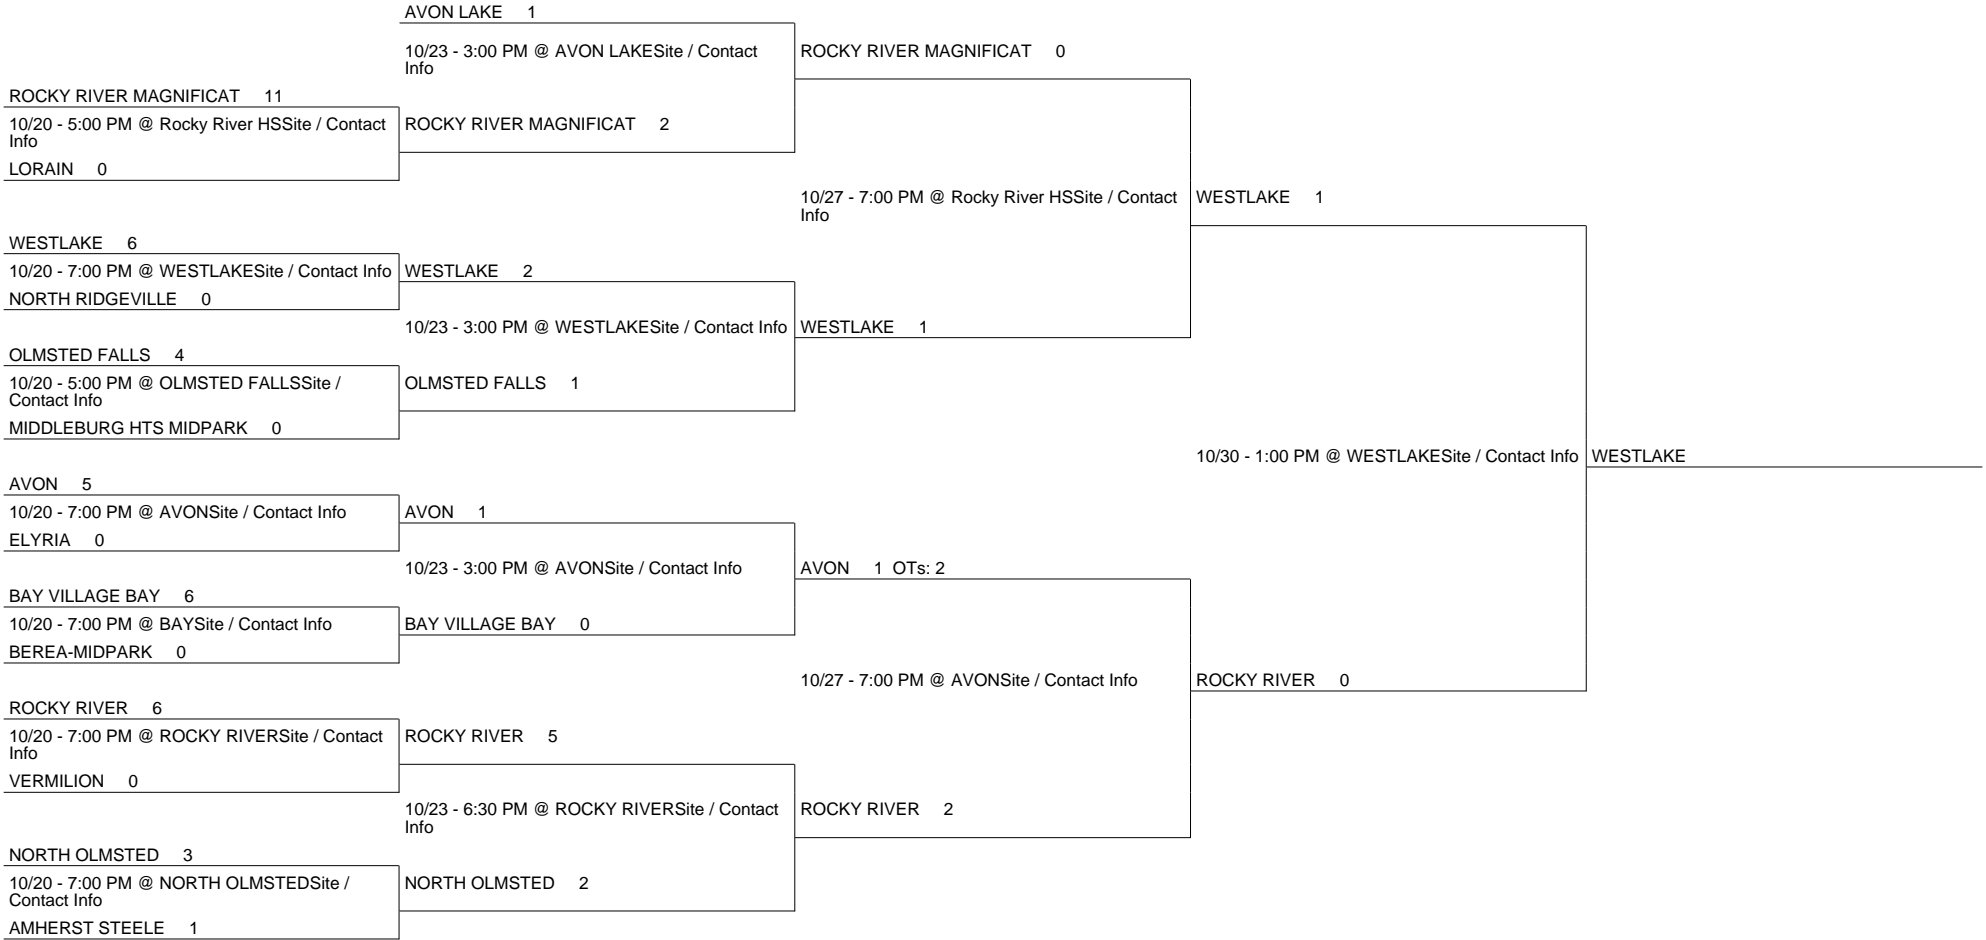 AVON LAKE 1
10/23 - 3:00 PM @ AVON LAKESite / Contact
Info
ROCKY RIVER MAGNIFICAT 0
ROCKY RIVER MAGNIFICAT 11
10/20 - 5:00 PM @ Rocky River HSSite / Contact
Info
ROCKY RIVER MAGNIFICAT 2
LORAIN 0
10/27 - 7:00 PM @ Rocky River HSSite / Contact
Info
WESTLAKE 1
WESTLAKE 6
10/20 - 7:00 PM @ WESTLAKESite / Contact Info
WESTLAKE 2
NORTH RIDGEVILLE 0
10/23 - 3:00 PM @ WESTLAKESite / Contact Info
WESTLAKE 1
OLMSTED FALLS 4
10/20 - 5:00 PM @ OLMSTED FALLSSite /
Contact Info
OLMSTED FALLS 1
MIDDLEBURG HTS MIDPARK 0
10/30 - 1:00 PM @ WESTLAKESite / Contact Info
WESTLAKE
AVON 5
10/20 - 7:00 PM @ AVONSite / Contact Info
AVON 1
ELYRIA 0
10/23 - 3:00 PM @ AVONSite / Contact Info
AVON 1 OTs: 2
BAY VILLAGE BAY 6
10/20 - 7:00 PM @ BAYSite / Contact Info
BAY VILLAGE BAY 0
BEREA-MIDPARK 0
10/27 - 7:00 PM @ AVONSite / Contact Info
ROCKY RIVER 0
ROCKY RIVER 6
10/20 - 7:00 PM @ ROCKY RIVERSite / Contact
Info
ROCKY RIVER 5
VERMILION 0
10/23 - 6:30 PM @ ROCKY RIVERSite / Contact
Info
ROCKY RIVER 2
NORTH OLMSTED 3
10/20 - 7:00 PM @ NORTH OLMSTEDSite /
Contact Info
NORTH OLMSTED 2
AMHERST STEELE 1